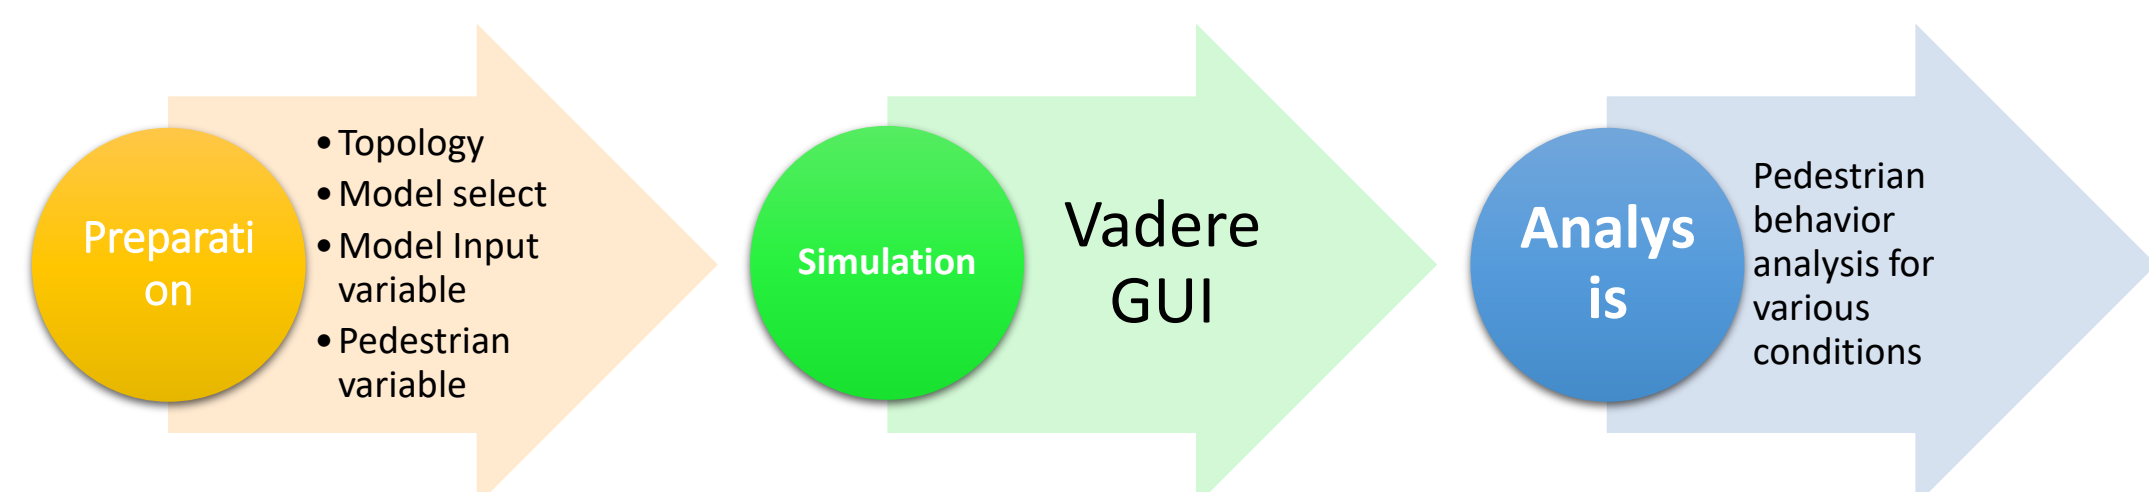 Preparati
on
• Topology
• Model select
• Model Input
variable
• Pedestrian
variable
Simulation
Vadere
GUI
Analys
is
Pedestrian
behavior
analysis for
various
conditions